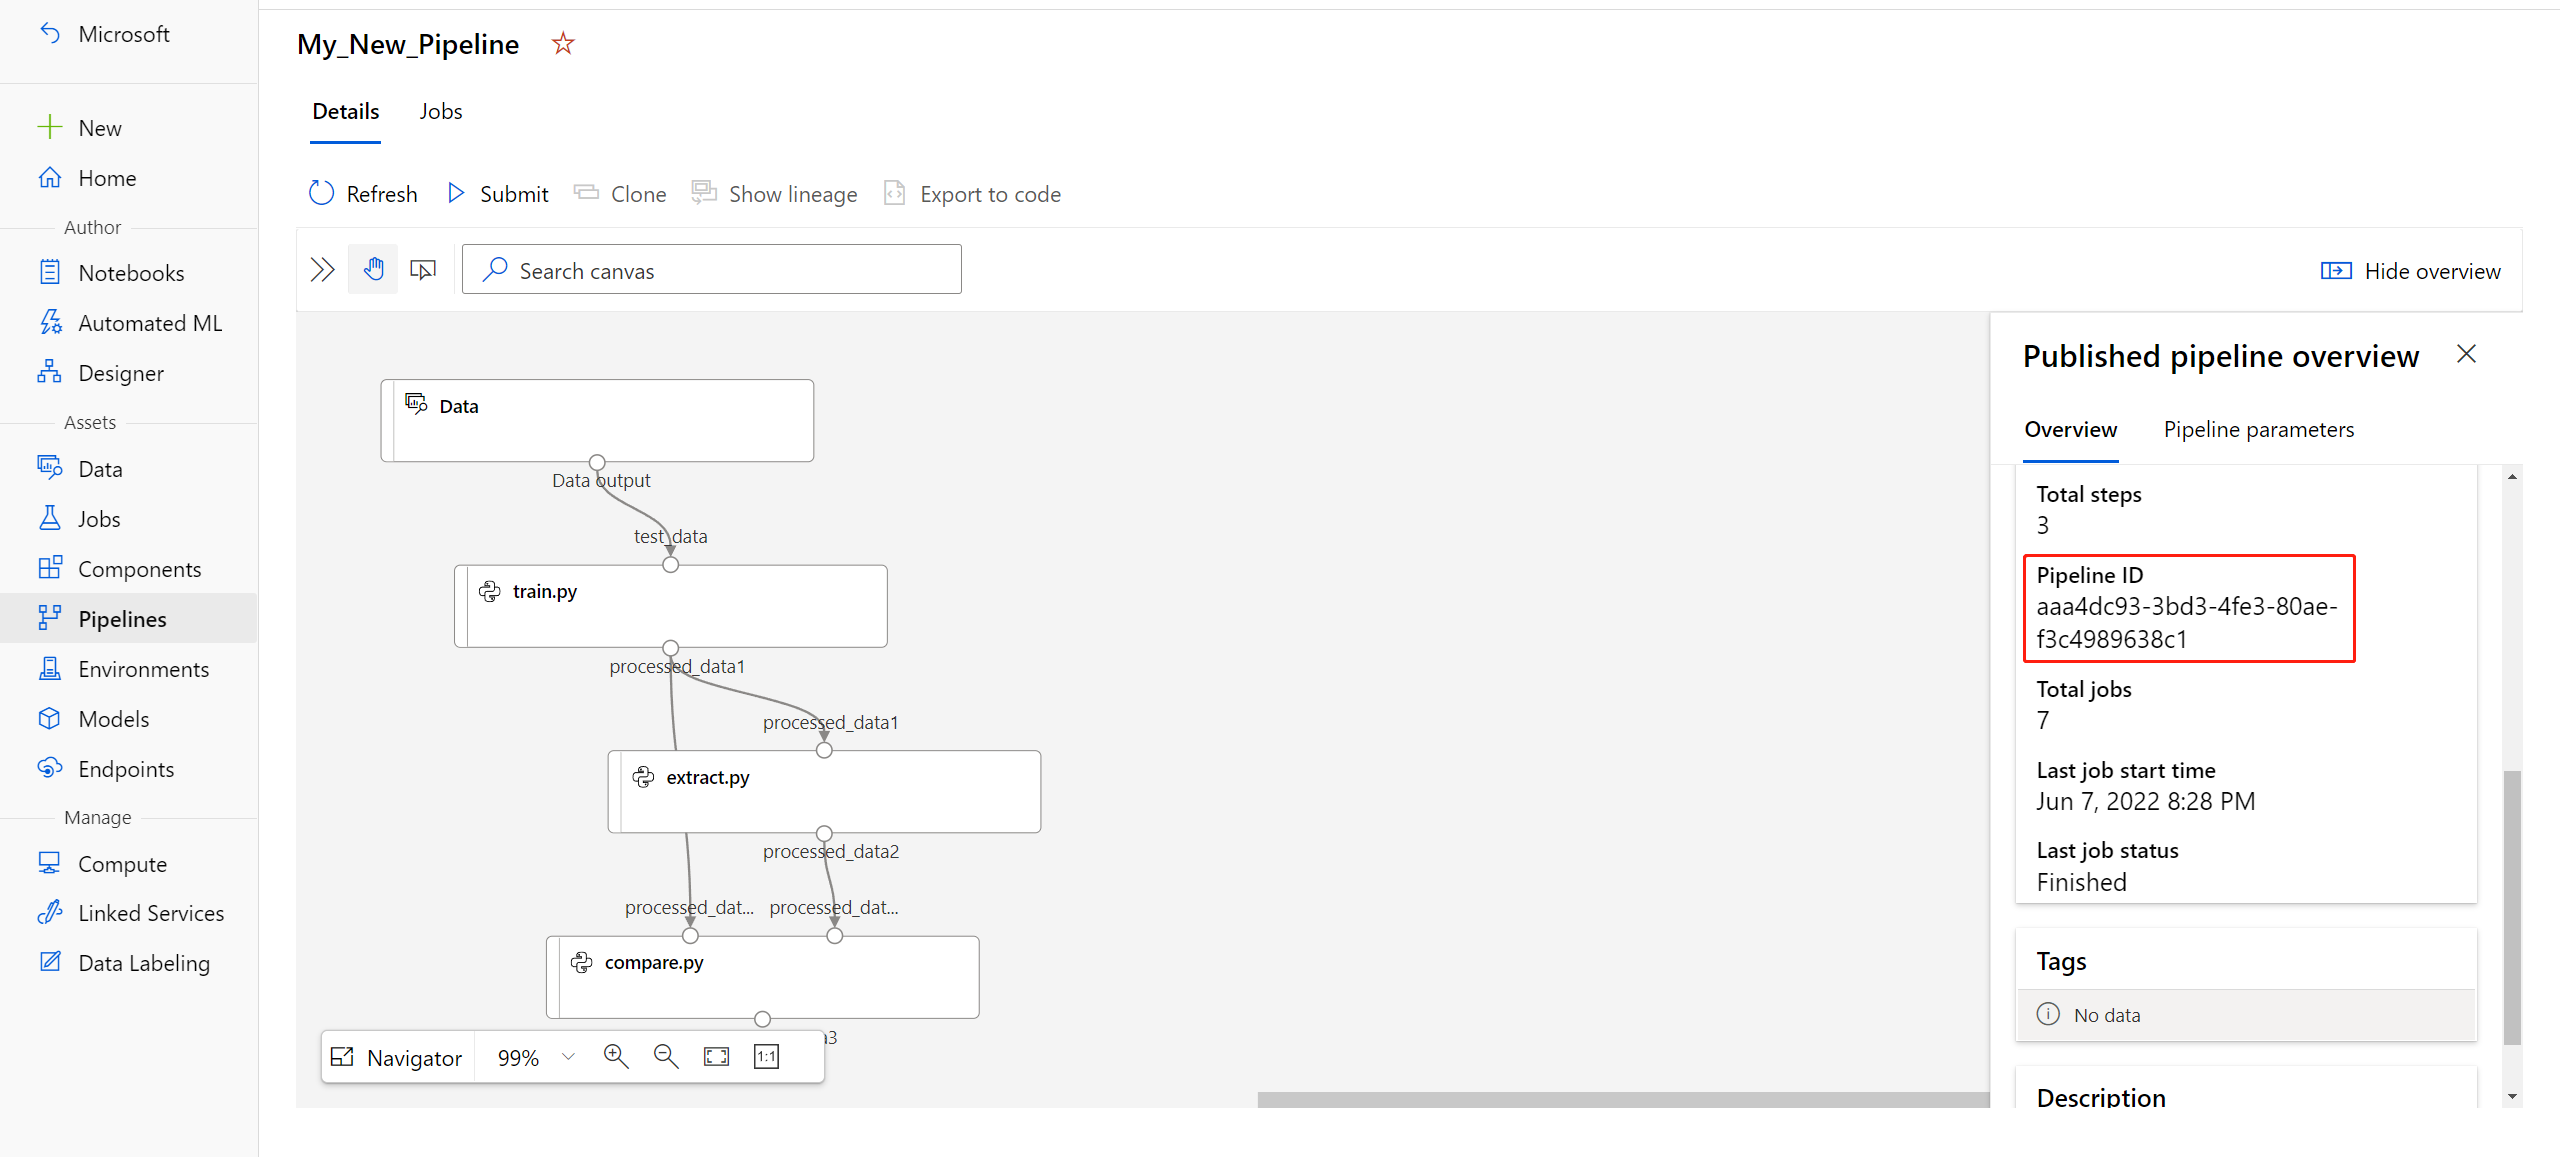 Microsoft
New
Home
Author
Notebooks
Automated ML
Designer
Assets
Data
Jobs
Components
Pipelines
Environments
Models
Endpoints
Manage
Compute
Linked Services
Data Labeling
My_New_Pipeline
Details Jobs
Refresh Submit Clone Show lineage Export to code
Search canvas
Hide overview
Data
Data output
test_data
train.py
processed_data1
processed_data1
extract.py
processed_data2
processed_dat... processed_dat...
compare.py
a3
Navigator 99% 1:1
Published pipeline overview
Overview Pipeline parameters
Total steps
3
Pipeline ID
aaa4dc93-3bd3-4fe3-80ae-
f3c4989638c1
Total jobs
7
Last job start time
Jun 7, 2022 8:28 PM
Last job status
Finished
Tags
No data
Description